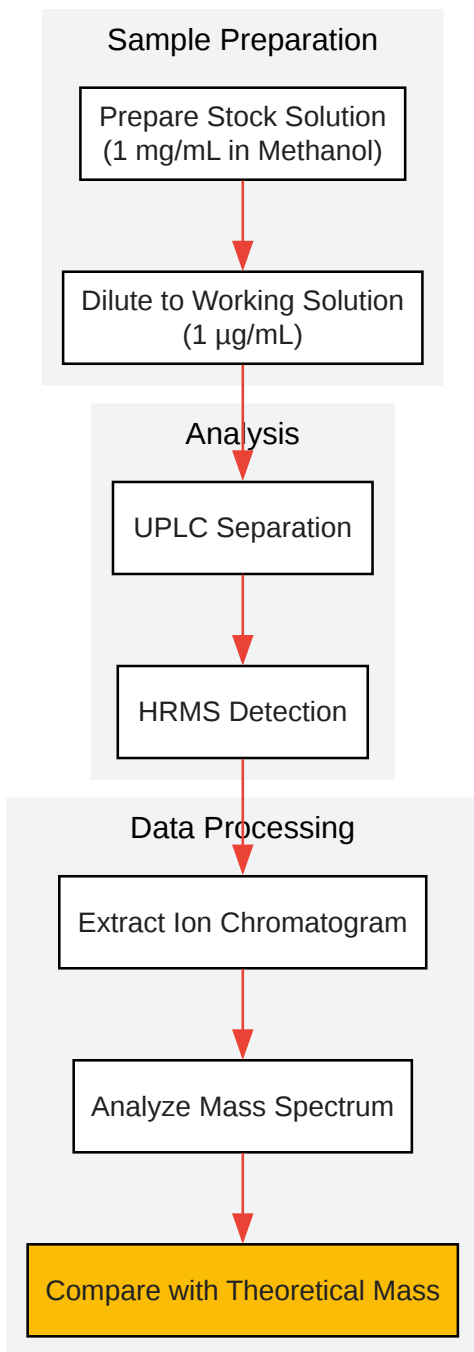 Sample Preparation
Prepare Stock Solution
(1 mg/mL in Methanol)
Dilute to Working Solution
(1 µg/mL)
Analysis
UPLC Separation
HRMS Detection
Data Processing
Extract Ion Chromatogram
Analyze Mass Spectrum
Compare with Theoretical Mass